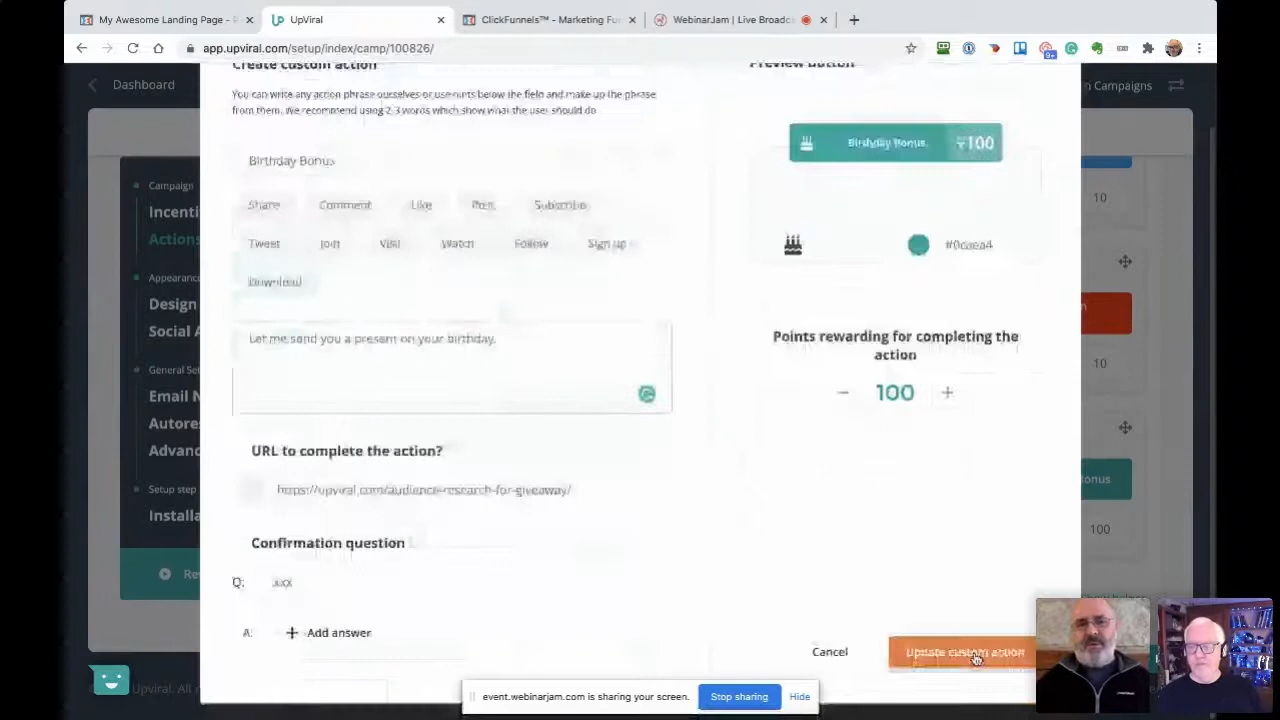 My Awesome Landing Page -
UpViral
ClickFunnels™ - Marketing Fu
WebinarJam | Live Broadc
app.upviral.com/setup/index/camp/100826/
9+
Dashboard
Campaigns
Create custom action
Preview button
You can write any action phrase ourselves or use hints below the field and make up the phrase
from them. We recommend using 2-3 words which show what the user should do
Birthday Bonus
Birthday Bonus
+100
Share
Comment
Like
Post
Subscribe
Tweet
Join
Visit
Watch
Follow
Sign up
Download
#0caea4
Let me send you a present on your birthday.
Points rewarding for completing the
action
100
URL to complete the action?
https://upviral.com/audience-research-for-giveaway/
Confirmation question
Q:
A:
Add answer
Cancel
Update custom action
Campaign
Incenti
Actions
Appearanc
Design
Social A
General Se
Email N
Autores
Advanc
Setup step
Installa
10
10
onus
100
event.webinarjam.com is sharing your screen.
Stop sharing
Hide
Upviral. All